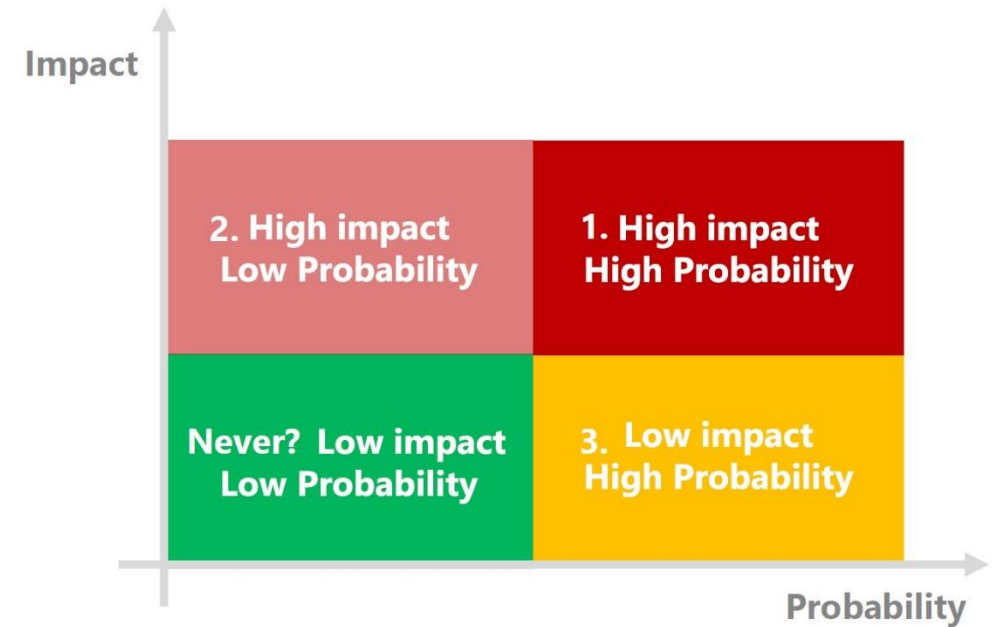 Impact
2. High impact
Low Probability
1. High impact
High Probability
Never? Low impact
Low Probability
3. Low impact
High Probability
Probability